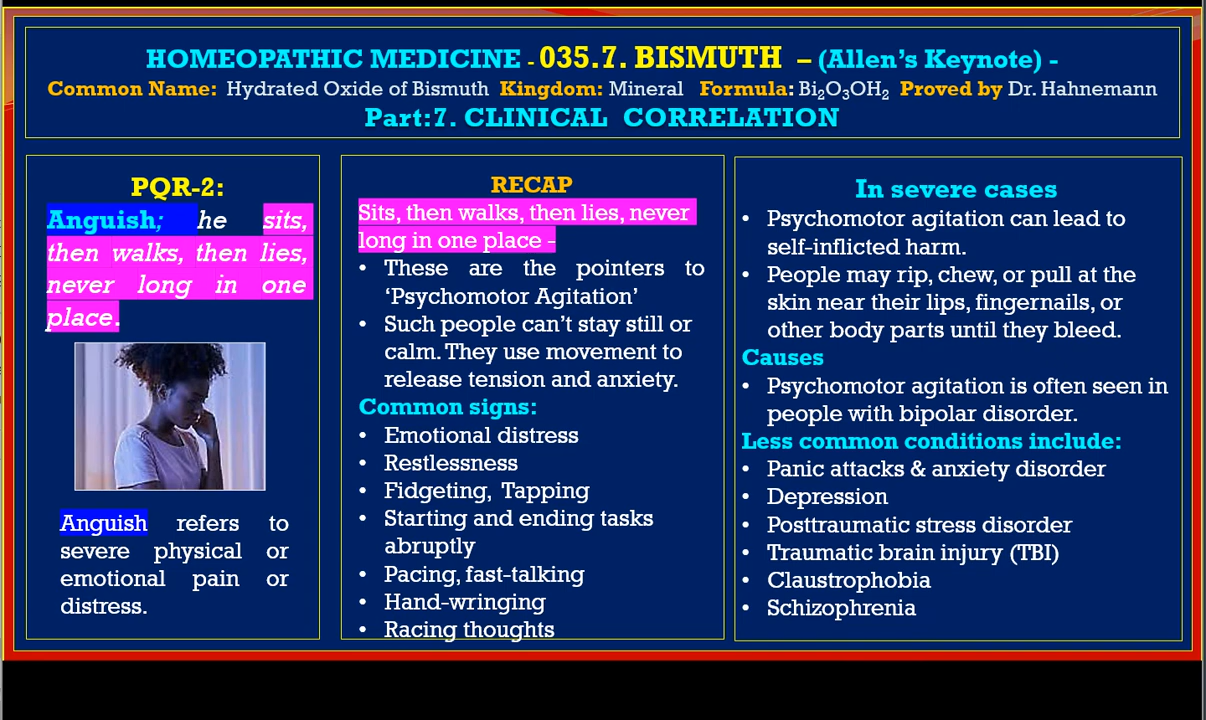 HOMEOPATHIC MEDICINE - 035.7. BISMUTH – (Allen's Keynote) -
Common Name: Hydrated Oxide of Bismuth Kingdom: Mineral Formula: Bi₂O₃OH₂ Proved by Dr. Hahnemann
Part:7. CLINICAL CORRELATION
PQR-2:
Anguish; he sits,
then walks, then lies,
never long in one
place.
Anguish refers to
severe physical or
emotional pain or
distress.
RECAP
Sits, then walks, then lies, never
long in one place -
• These are the pointers to
‘Psychomotor Agitation’
• Such people can't stay still or
calm. They use movement to
release tension and anxiety.
Common signs:
• Emotional distress
• Restlessness
• Fidgeting, Tapping
• Starting and ending tasks
abruptly
• Pacing, fast-talking
• Hand-wringing
• Racing thoughts
In severe cases
• Psychomotor agitation can lead to
self-inflicted harm.
• People may rip, chew, or pull at the
skin near their lips, fingernails, or
other body parts until they bleed.
Causes
• Psychomotor agitation is often seen in
people with bipolar disorder.
Less common conditions include:
• Panic attacks & anxiety disorder
• Depression
• Posttraumatic stress disorder
• Traumatic brain injury (TBI)
• Claustrophobia
• Schizophrenia